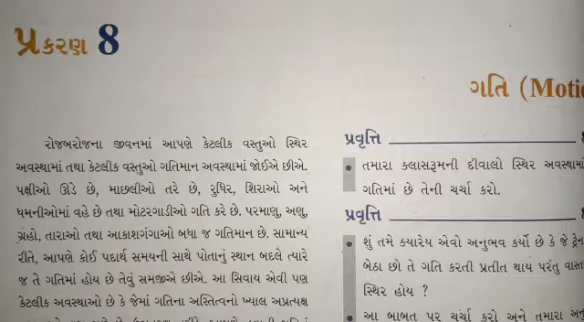 પ્રકરણ 8
ગતિ (Motio
રોજબરોજના જીવનમાં આપણે કેટલીક વસ્તુઓ સ્થિર
અવસ્થામાં તથા કેટલીક વસ્તુઓ ગતિમાન અવસ્થામાં જોઈએ છીએ.
પક્ષીઓ ઊડે છે, માછલીઓ તરે છે, રુધિર, શિરાઓ અને
ધમનીઓમાં વહે છે તથા મોટરગાડીઓ ગતિ કરે છે. પરમાણુ, અણુ,
ગ્રહો, તારાઓ તથા આકાશગંગાઓ બધા જ ગતિમાન છે. સામાન્ય
રીતે, આપણે કોઈ પદાર્થ સમયની સાથે પોતાનું સ્થાન બદલે ત્યારે
જ તે ગતિમાં હોય છે તેવું સમજીએ છીએ. આ સિવાય એવી પણ
કેટલીક અવસ્થાઓ છે કે જેમાં ગતિના અસ્તિત્વનો ખ્યાલ અપ્રત્યક્ષ
પ્રવૃત્તિ
• તમારા ક્લાસરૂમની દીવાલો સ્થિર અવસ્થામાં
ગતિમાં છે તેની ચર્ચા કરો.
પ્રવૃત્તિ
• શું તમે ક્યારેય એવો અનુભવ કર્યો છે કે જે ટ્રેન
બેઠા છો તે ગતિ કરતી પ્રતીત થાય પરંતુ વાસ્ત
સ્થિર હોય ?
• આ બાબત પર ચર્ચા કરો અને તમારા